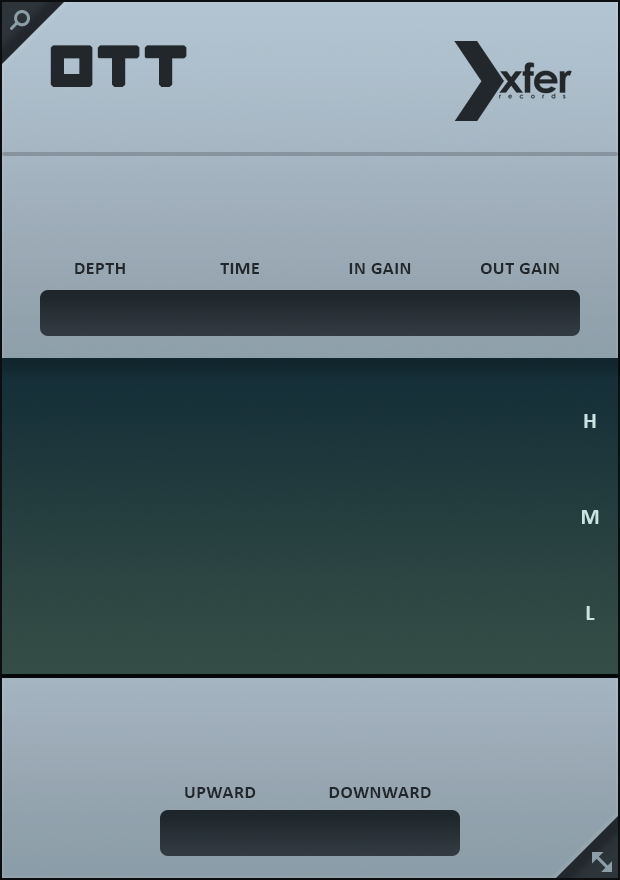 OTT
xfer
records
DEPTH TIME IN GAIN OUT GAIN
H
M
L
UPWARD DOWNWARD